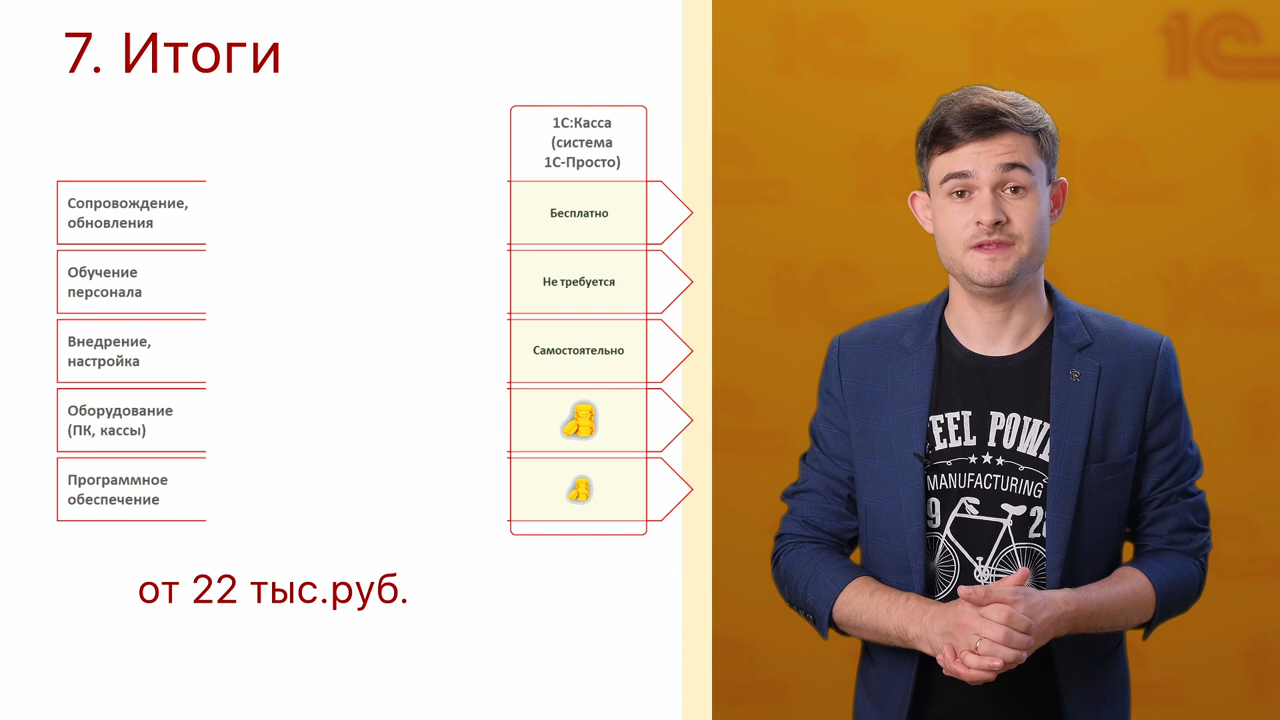 7. Итоги
1С:Касса
(система
1С-Просто)
Сопровождение,
обновления
Бесплатно
Обучение
персонала
Не требуется
Внедрение,
настройка
Самостоятельно
Оборудование
(ПК, кассы)
Программное
обеспечение
от 22 тыс.руб.
1С
MANUFACTURING